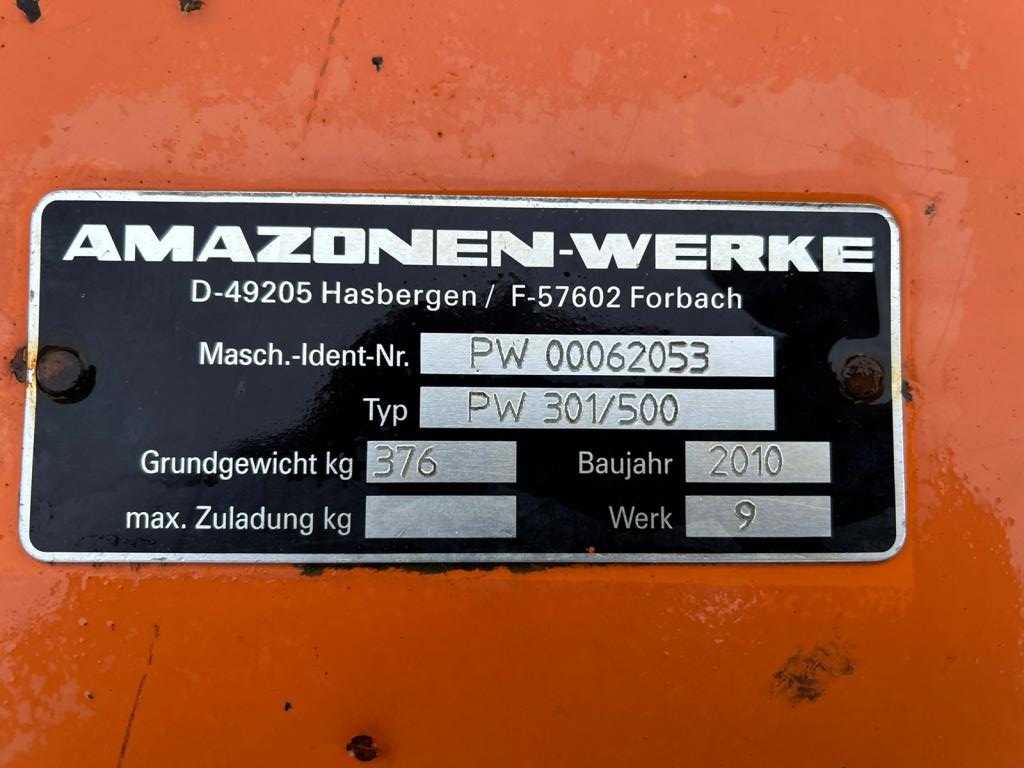 AMAZONEN-WERKE
D-49205 Hasbergen / F-57602 Forbach
Masch.-Ident-Nr. PW 00062053
Typ PW 301/500
Grundgewicht kg 376 Baujahr 2010
max. Zuladung kg Werk 9